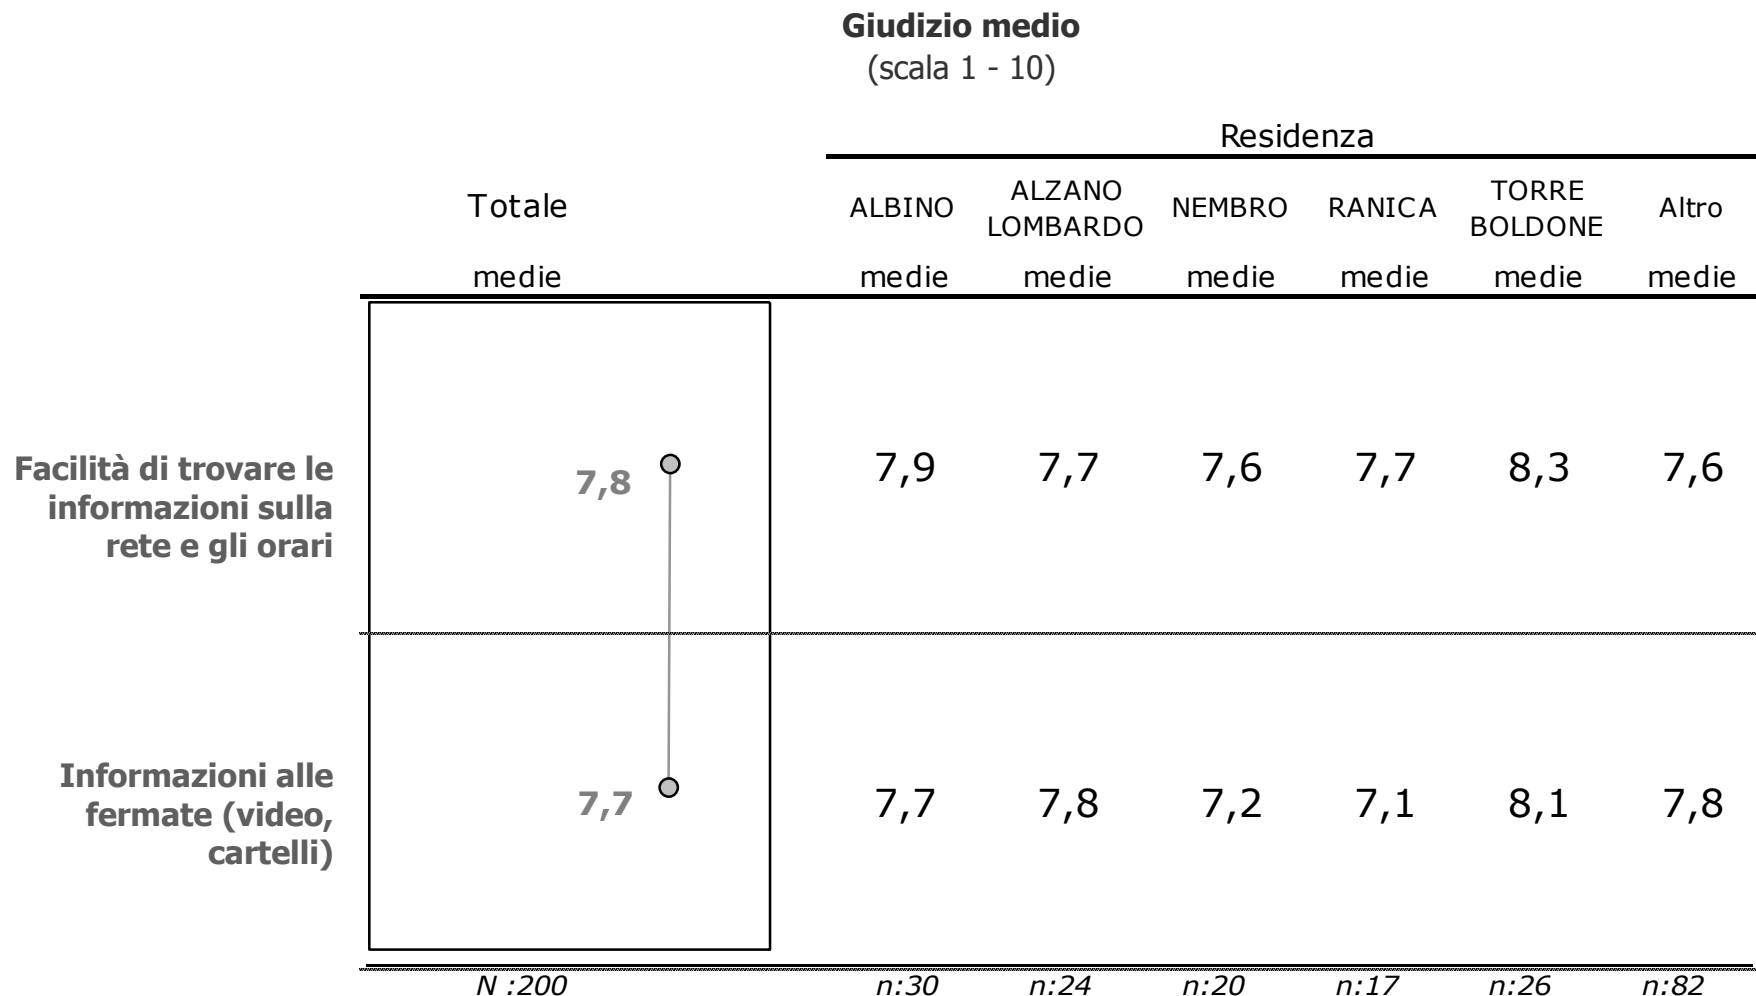 Giudizio medio
(scala 1 - 10)
Residenza
Totale ALBINO ALZANO LOMBARDO NEMBRO RANICA TORRE BOLDONE Altro
medie medie medie medie medie medie medie
Facilità di trovare le
informazioni sulla
rete e gli orari
7,8 7,9 7,7 7,6 7,7 8,3 7,6
Informazioni alle
fermate (video,
cartelli)
7,7 7,7 7,8 7,2 7,1 8,1 7,8
N :200 n:30 n:24 n:20 n:17 n:26 n:82